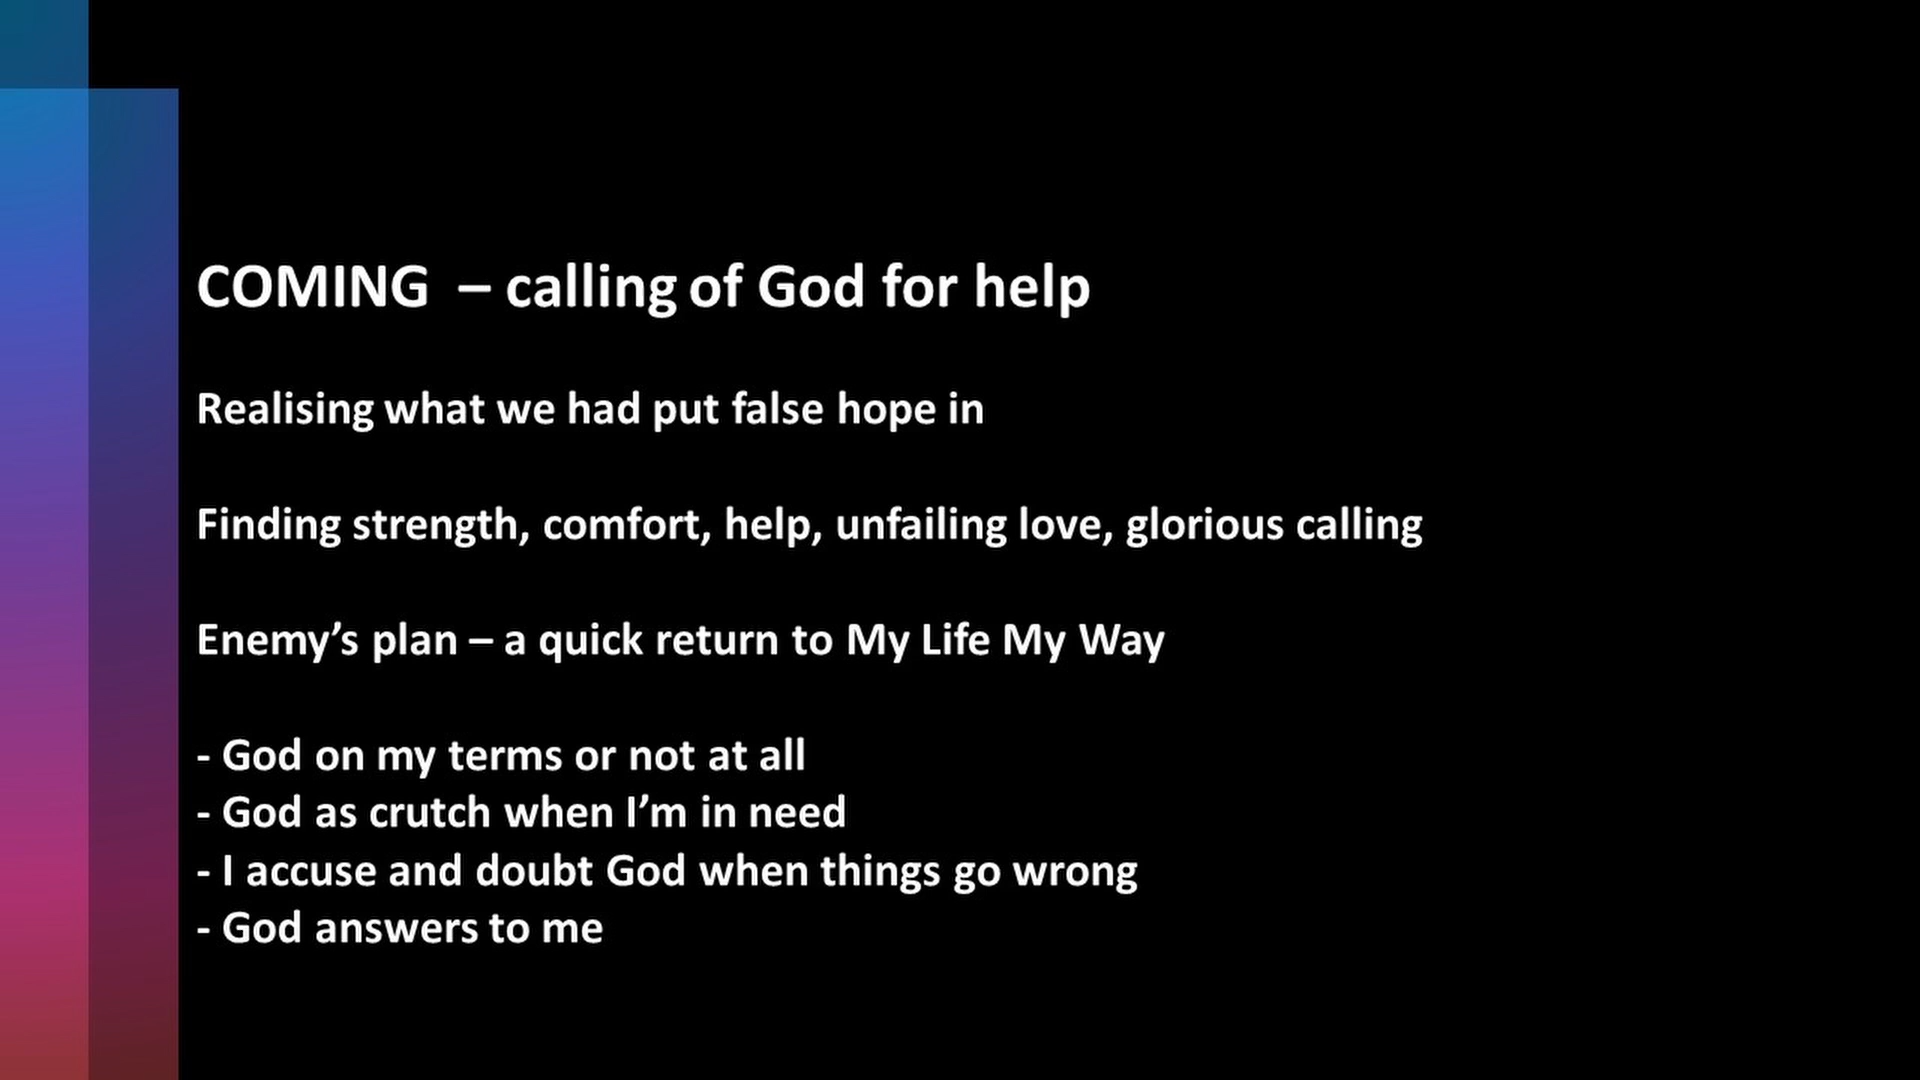 COMING – calling of God for help
Realising what we had put false hope in
Finding strength, comfort, help, unfailing love, glorious calling
Enemy’s plan – a quick return to My Life My Way
- God on my terms or not at all
- God as crutch when I’m in need
- I accuse and doubt God when things go wrong
- God answers to me